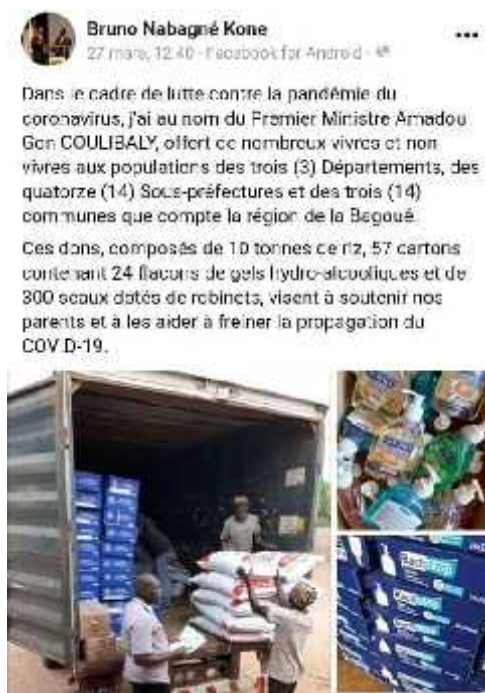 Bruno Nabagné Kone
27 mars, 12:40 · Facebook for Android ·
Dans le cadre de lutte contre la pandémie du
coronavirus, j'ai au nom du Premier Ministre Amadou
Gon COULIBALY, offert de nombreux vivres et non
vivres aux populations des trois (3) Départements, des
quatorze (14) Sous-préfectures et des trois (14)
communes que compte la région de la Bagoué.
Ces dons, composés de 10 tonnes de riz, 57 cartons
contenant 24 flacons de gels hydro-alcooliques et de
300 seaux dotés de robinets, visent à soutenir nos
parents et à les aider à freiner la propagation du
COVID-19.